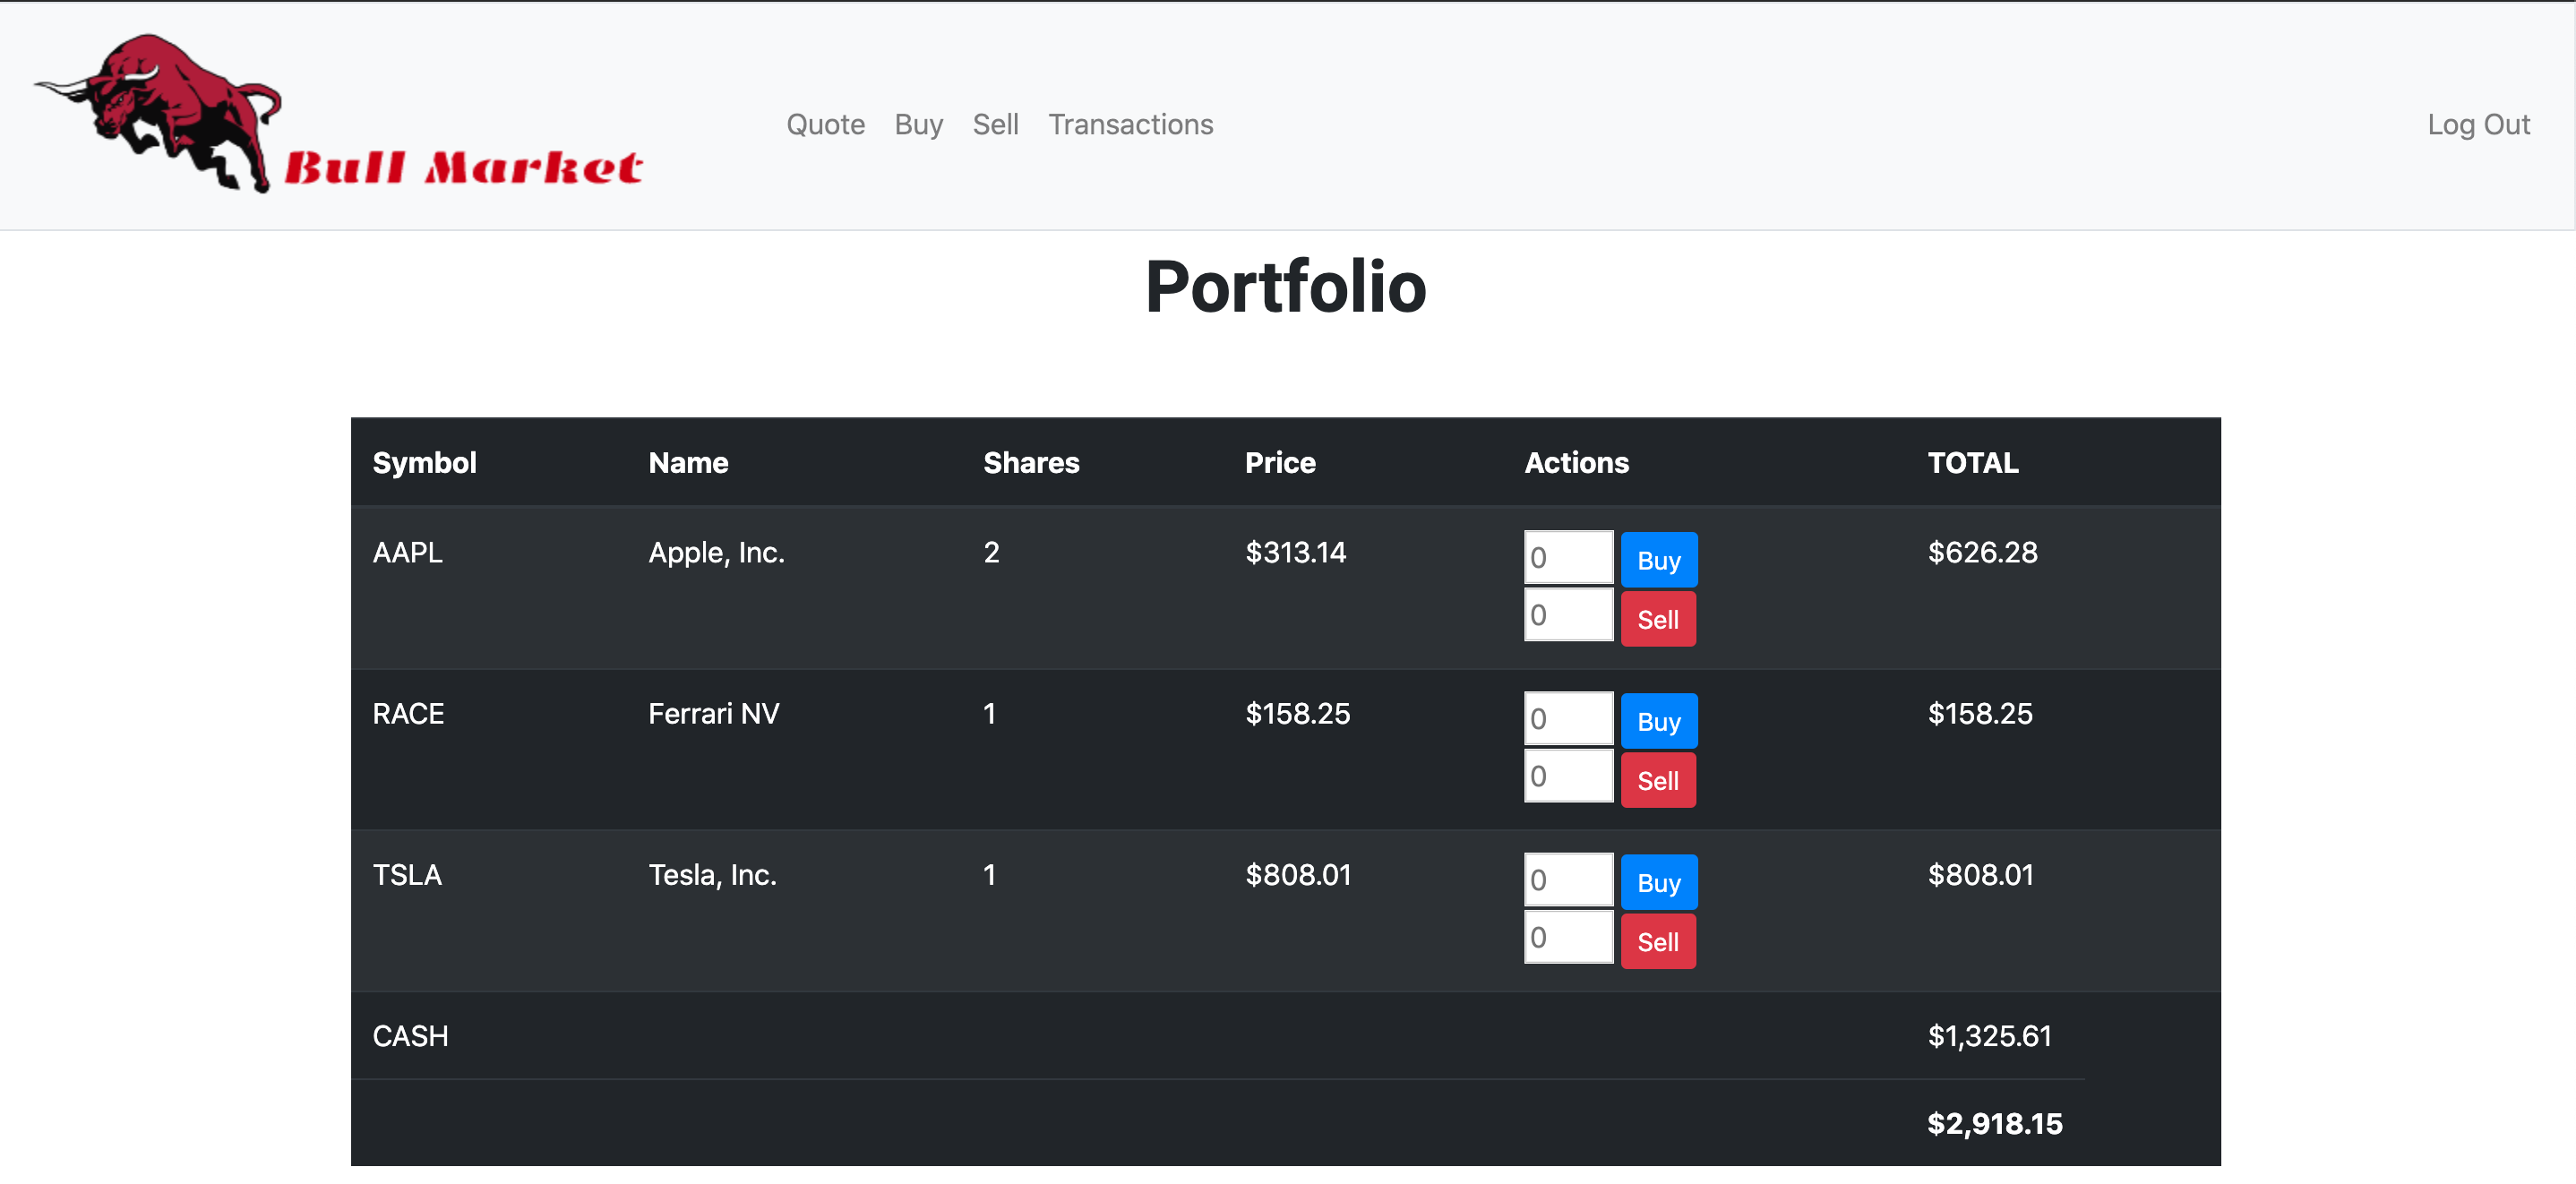 Bull Market
Quote Buy Sell Transactions Log Out
Portfolio
Symbol Name Shares Price Actions TOTAL
AAPL Apple, Inc. 2 $313.14 0 Buy $626.28
0 Sell
RACE Ferrari NV 1 $158.25 0 Buy $158.25
0 Sell
TSLA Tesla, Inc. 1 $808.01 0 Buy $808.01
0 Sell
CASH $1,325.61
$2,918.15